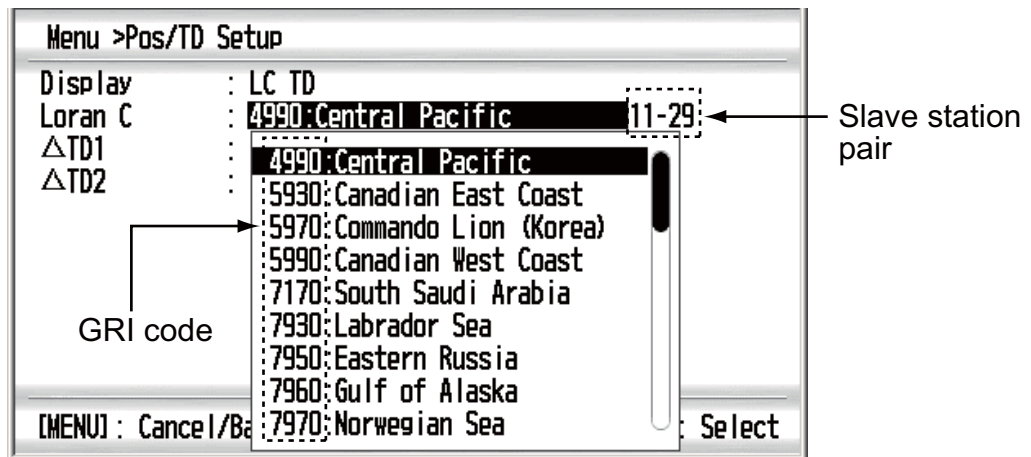 Menu >Pos/TD Setup
Display : LC TD
Loran C : 4990:Central Pacific 11-29
△TD1 :
△TD2 :
4990:Central Pacific
5930:Canadian East Coast
5970:Commando Lion (Korea)
5990:Canadian West Coast
7170:South Saudi Arabia
7930:Labrador Sea
7950:Eastern Russia
7960:Gulf of Alaska
7970:Norwegian Sea
[MENU]: Cancel/Ba : Select
Slave station
pair
GRI code